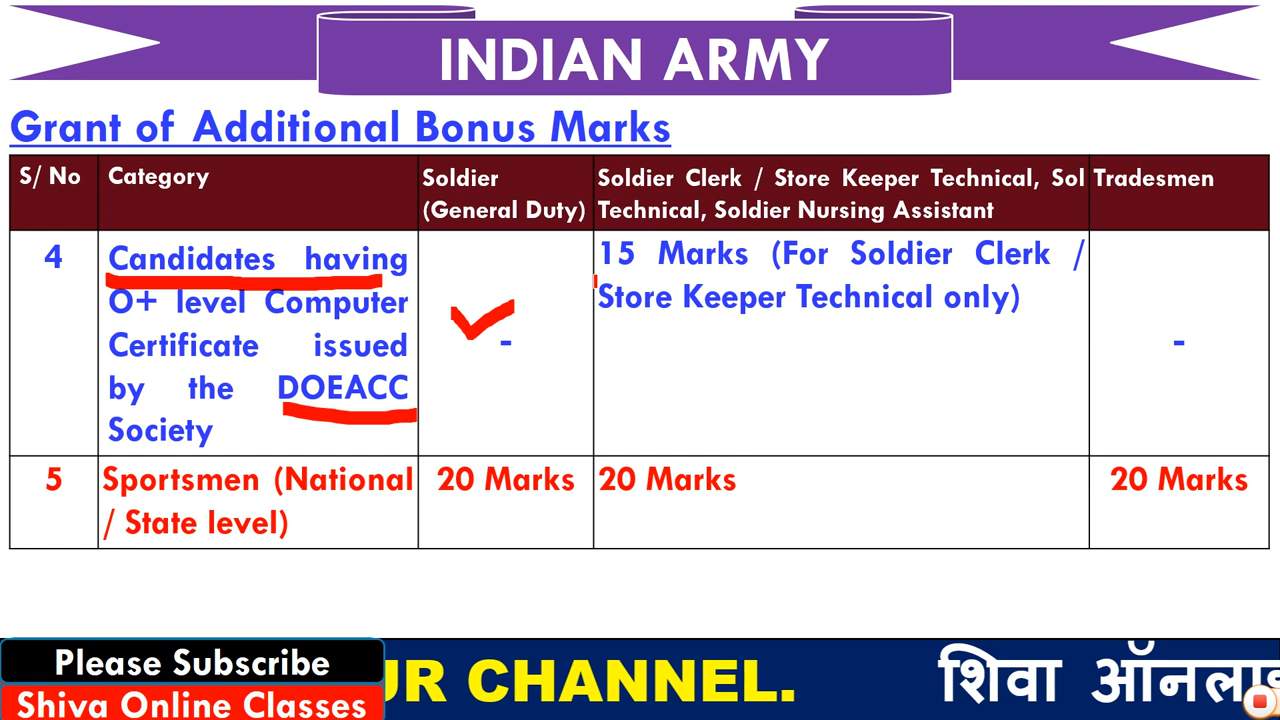 INDIAN ARMY
Grant of Additional Bonus Marks
S/ No
Category
Soldier
(General Duty)
Soldier Clerk / Store Keeper Technical, Sol
Technical, Soldier Nursing Assistant
Tradesmen
4
Candidates having
O+ level Computer
Certificate issued
by the DOEACC
Society
-
15 Marks (For Soldier Clerk /
Store Keeper Technical only)
-
5
Sportsmen (National
/ State level)
20 Marks
20 Marks
20 Marks
Please Subscribe
Shiva Online Classes
UR CHANNEL.
शिवा ऑनला